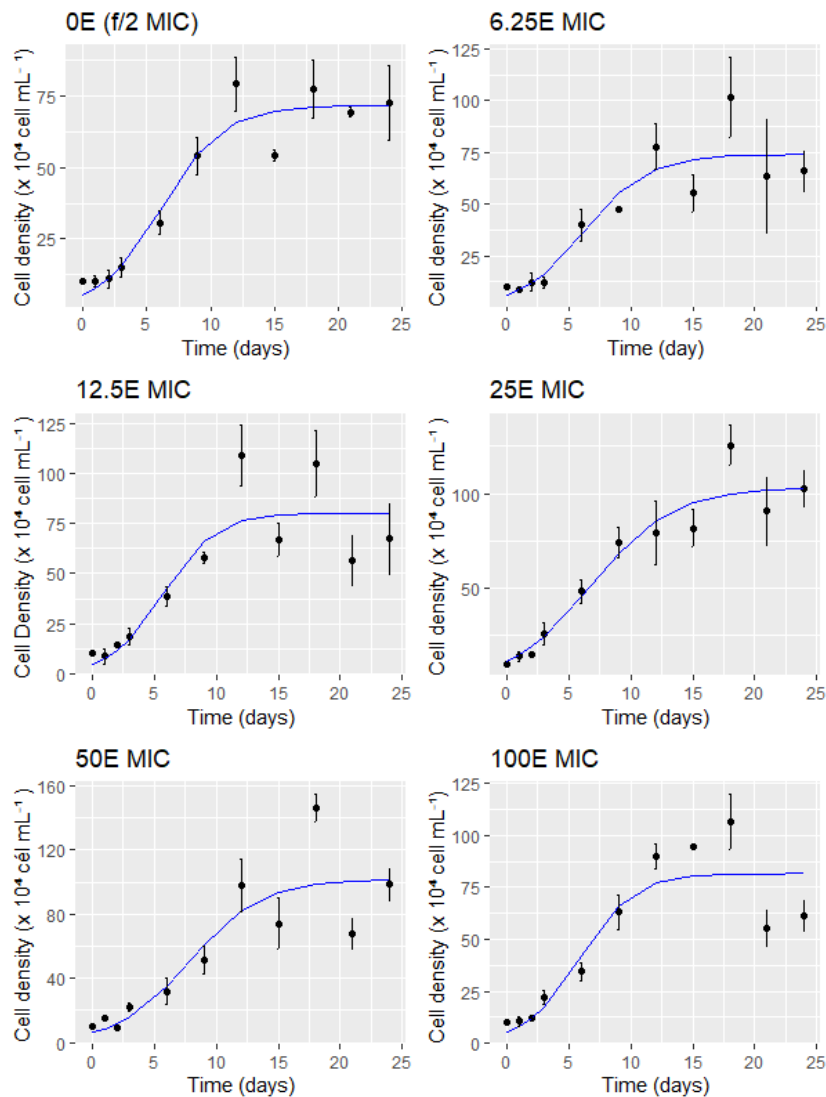 0E (f/2 MIC)
Cell density (x 10⁴ cell mL⁻¹ )
75
50
25
0 5 10 15 20 25
Time (days)
6.25E MIC
Cell density (x 10⁴ cell mL⁻¹ )
125
100
75
50
25
0 5 10 15 20 25
Time (day)
12.5E MIC
Cell Density (x 10⁴ cell mL⁻¹ )
125
100
75
50
25
0
0 5 10 15 20 25
Time (days)
25E MIC
Cell density (x 10⁴ cell mL⁻¹ )
100
50
0 5 10 15 20 25
Time (days)
50E MIC
Cell density (x 10⁴ cél mL⁻¹ )
160
120
80
40
0
0 5 10 15 20 25
Time (days)
100E MIC
Cell density (x 10⁴ cell mL⁻¹ )
125
100
75
50
25
0
0 5 10 15 20 25
Time (days)